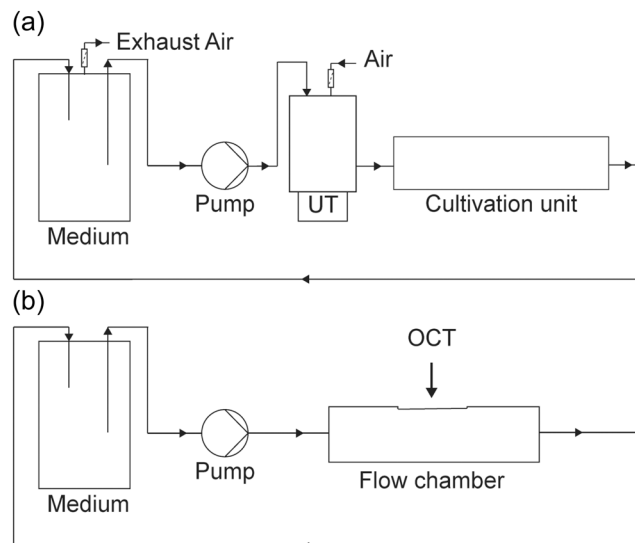 (a)
Exhaust Air
Air
Pump
UT
Cultivation unit
Medium
(b)
OCT
Pump
Flow chamber
Medium